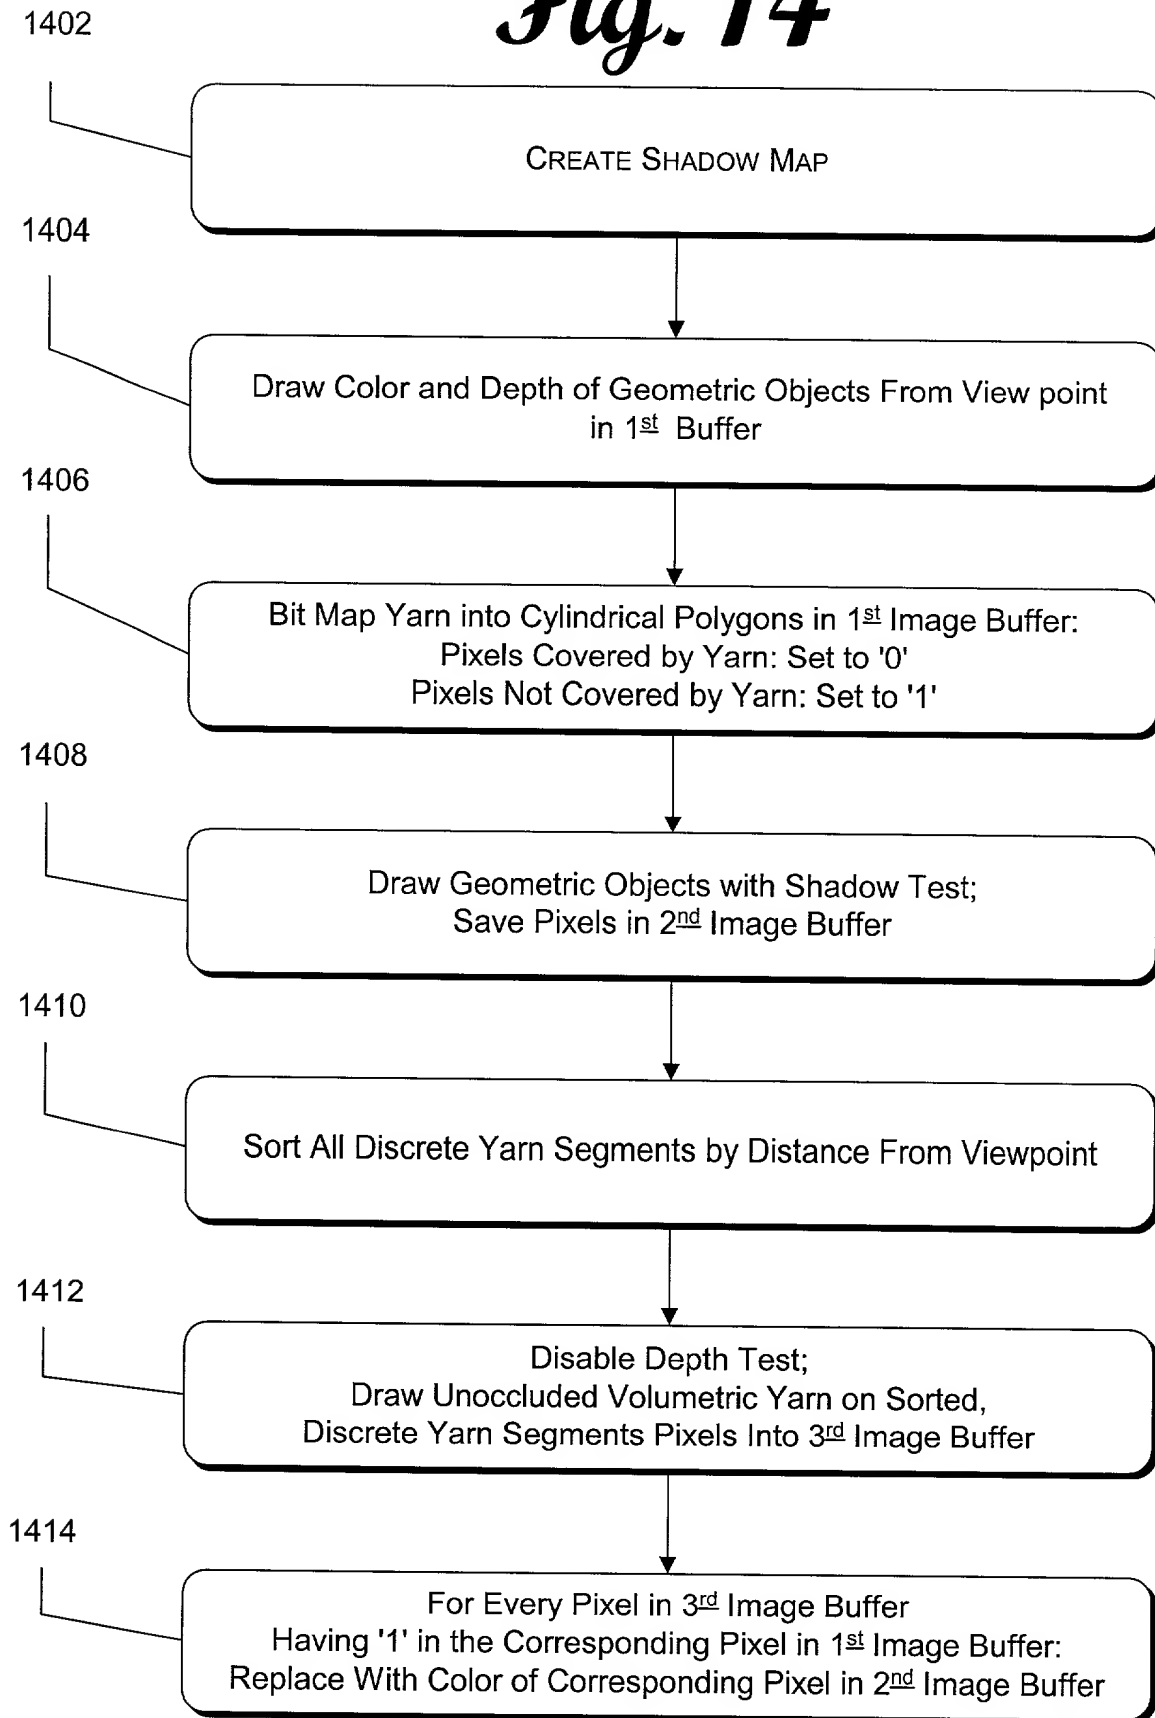 Fig. 14
1402
CREATE SHADOW MAP
1404
Draw Color and Depth of Geometric Objects From View point
in 1st Buffer
1406
Bit Map Yarn into Cylindrical Polygons in 1st Image Buffer:
Pixels Covered by Yarn: Set to '0'
Pixels Not Covered by Yarn: Set to '1'
1408
Draw Geometric Objects with Shadow Test;
Save Pixels in 2nd Image Buffer
1410
Sort All Discrete Yarn Segments by Distance From Viewpoint
1412
Disable Depth Test;
Draw Unoccluded Volumetric Yarn on Sorted,
Discrete Yarn Segments Pixels Into 3rd Image Buffer
1414
For Every Pixel in 3rd Image Buffer
Having '1' in the Corresponding Pixel in 1st Image Buffer:
Replace With Color of Corresponding Pixel in 2nd Image Buffer